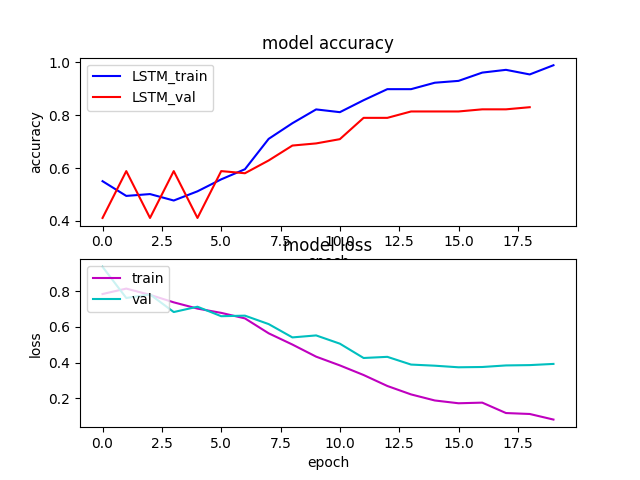 model accuracy
LSTM_train
LSTM_val
accuracy
1.0
0.8
0.6
0.4
0.0 2.5 5.0 7.5 10.0 12.5 15.0 17.5
epoch
model loss
train
val
loss
0.8
0.6
0.4
0.2
0.0 2.5 5.0 7.5 10.0 12.5 15.0 17.5
epoch